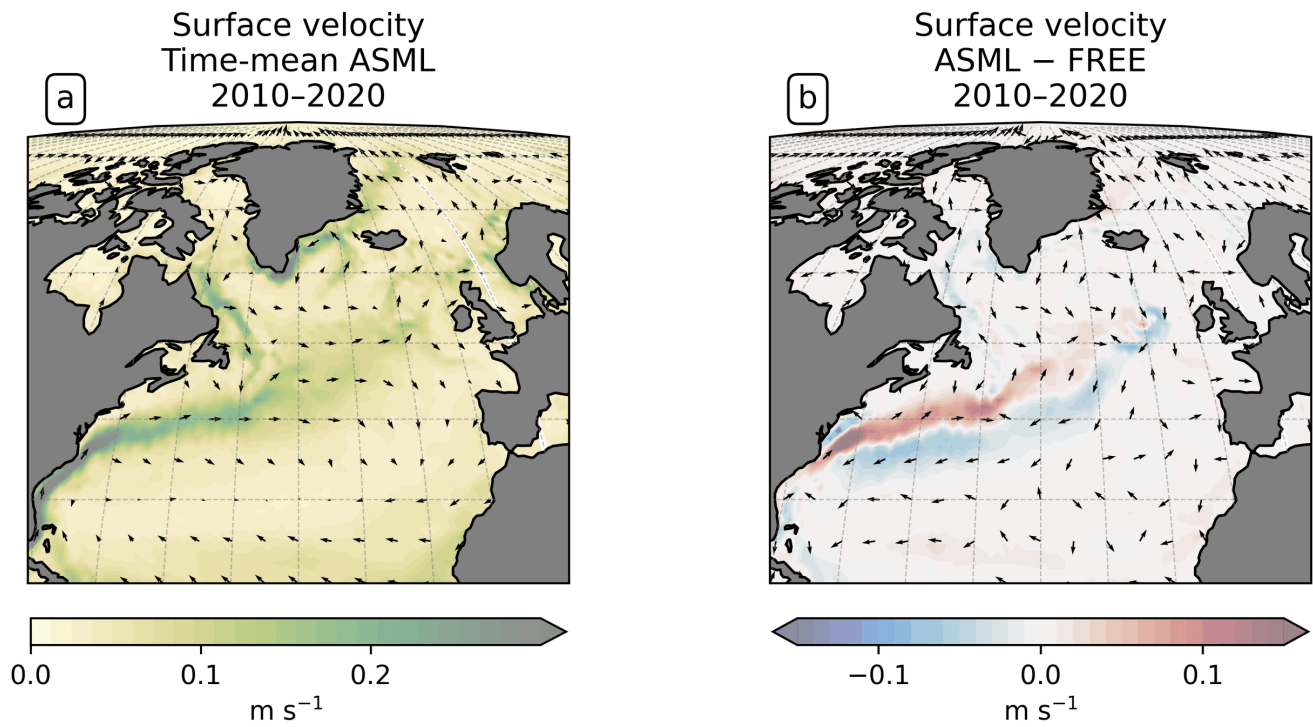 Surface velocity
Time-mean ASML
2010–2020
a
0.0 0.1 0.2
m s⁻¹
Surface velocity
ASML − FREE
2010–2020
b
−0.1 0.0 0.1
m s⁻¹